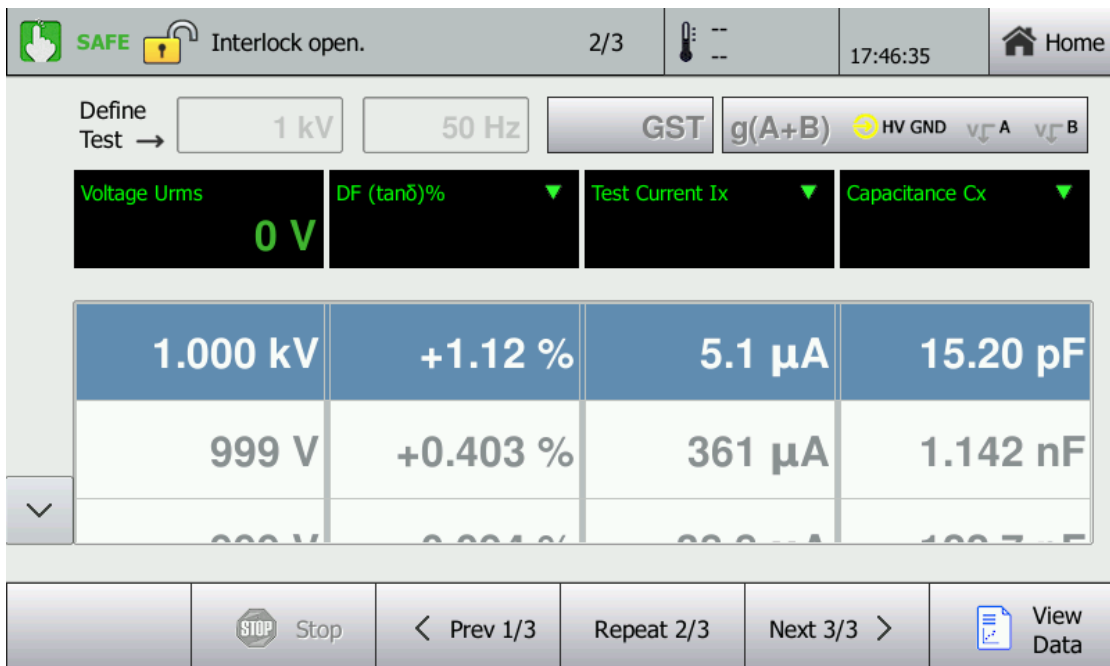 SAFE Interlock open. 2/3 -- 17:46:35 Home
--
Define
Test → 1 kV 50 Hz GST g(A+B) HV GND A B
Voltage Urms DF (tanδ)% ▼ Test Current Ix ▼ Capacitance Cx ▼
0 V
1.000 kV +1.12 % 5.1 µA 15.20 pF
999 V +0.403 % 361 µA 1.142 nF
STOP Stop < Prev 1/3 Repeat 2/3 Next 3/3 > View
Data